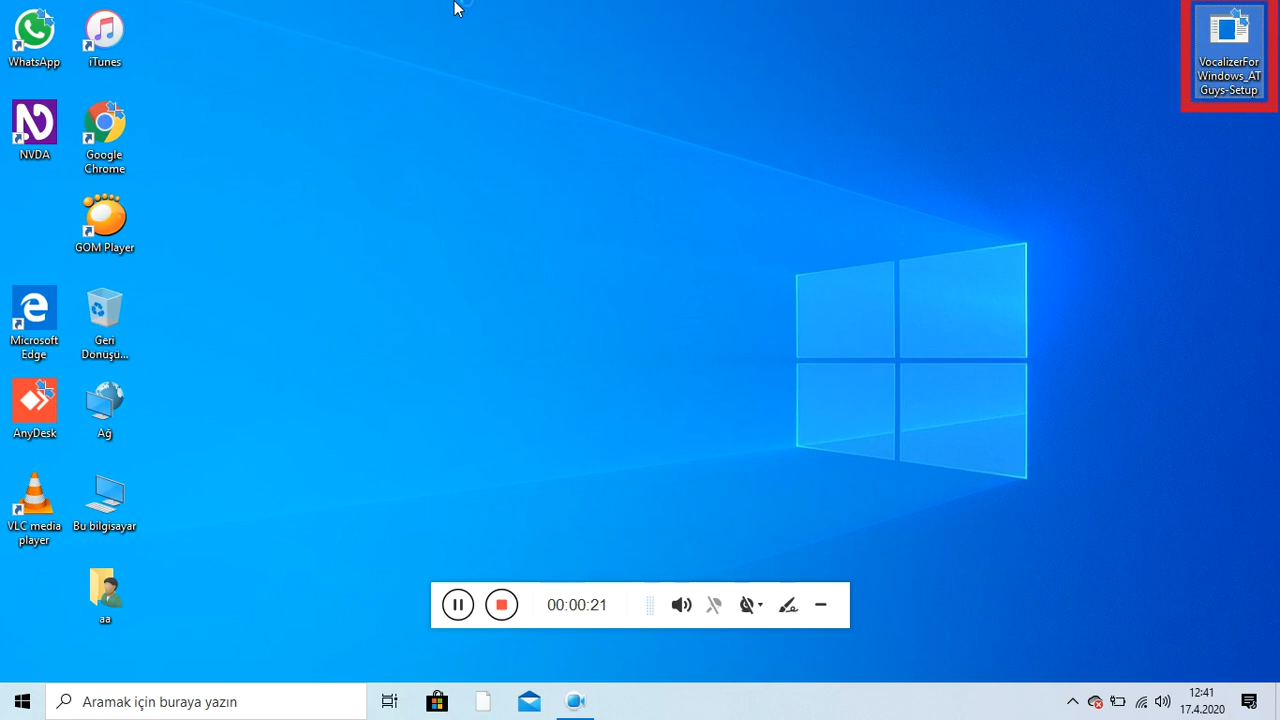 WhatsApp
iTunes
NVDA
Google
Chrome
GOM Player
Microsoft
Edge
Geri
Dönüşü...
AnyDesk
Ağ
VLC media
player
Bu bilgisayar
aa
VocalizerFor
Windows_AT
Guys-Setup
00:00:21
Aramak için buraya yazın
12:41
17.4.2020